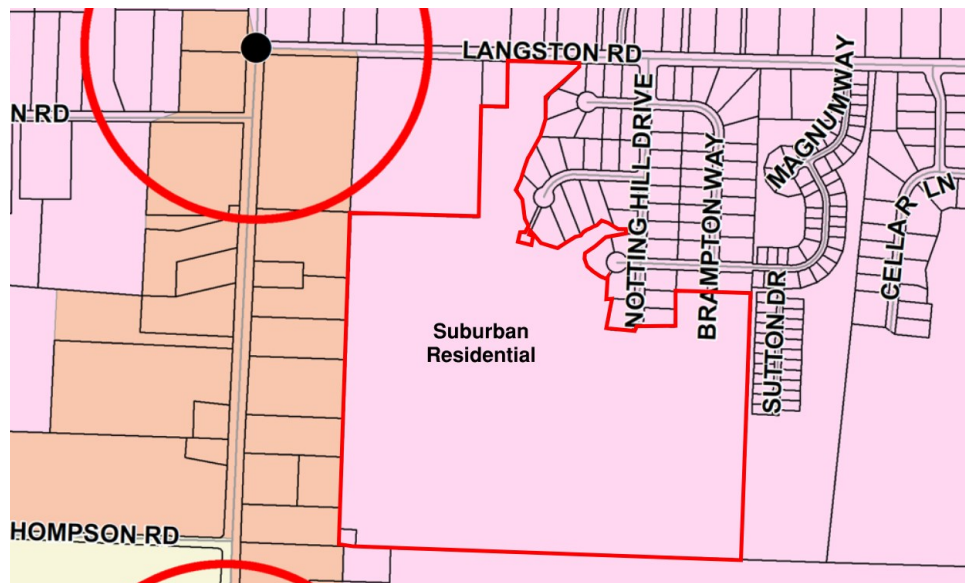 LANGSTON RD
N RD
MAGNUM WAY
NOTTING HILL DRIVE
BRAMPTON WAY
CELLA R LN
SUTTON DR
Suburban
Residential
HOMPSON RD